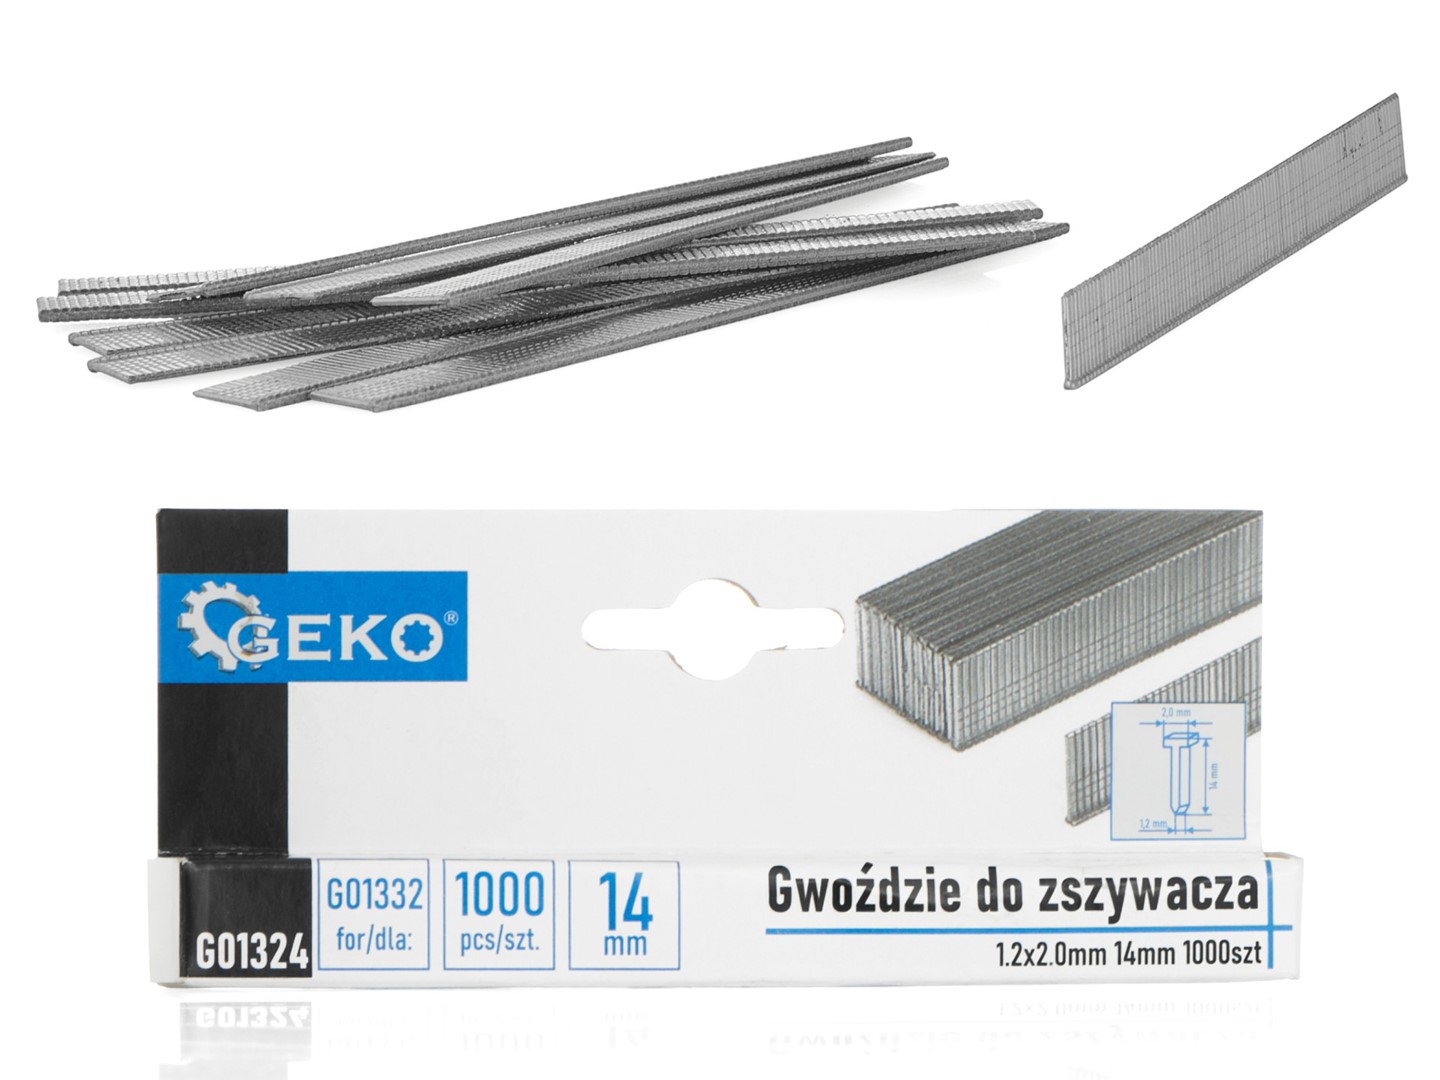 GEKO®
2,0 mm
14 mm
1,2 mm
G01324
G01332
for/dla:
1000
pcs/szt.
14
mm
Gwoździe do zszywacza
1.2x2.0mm 14mm 1000szt